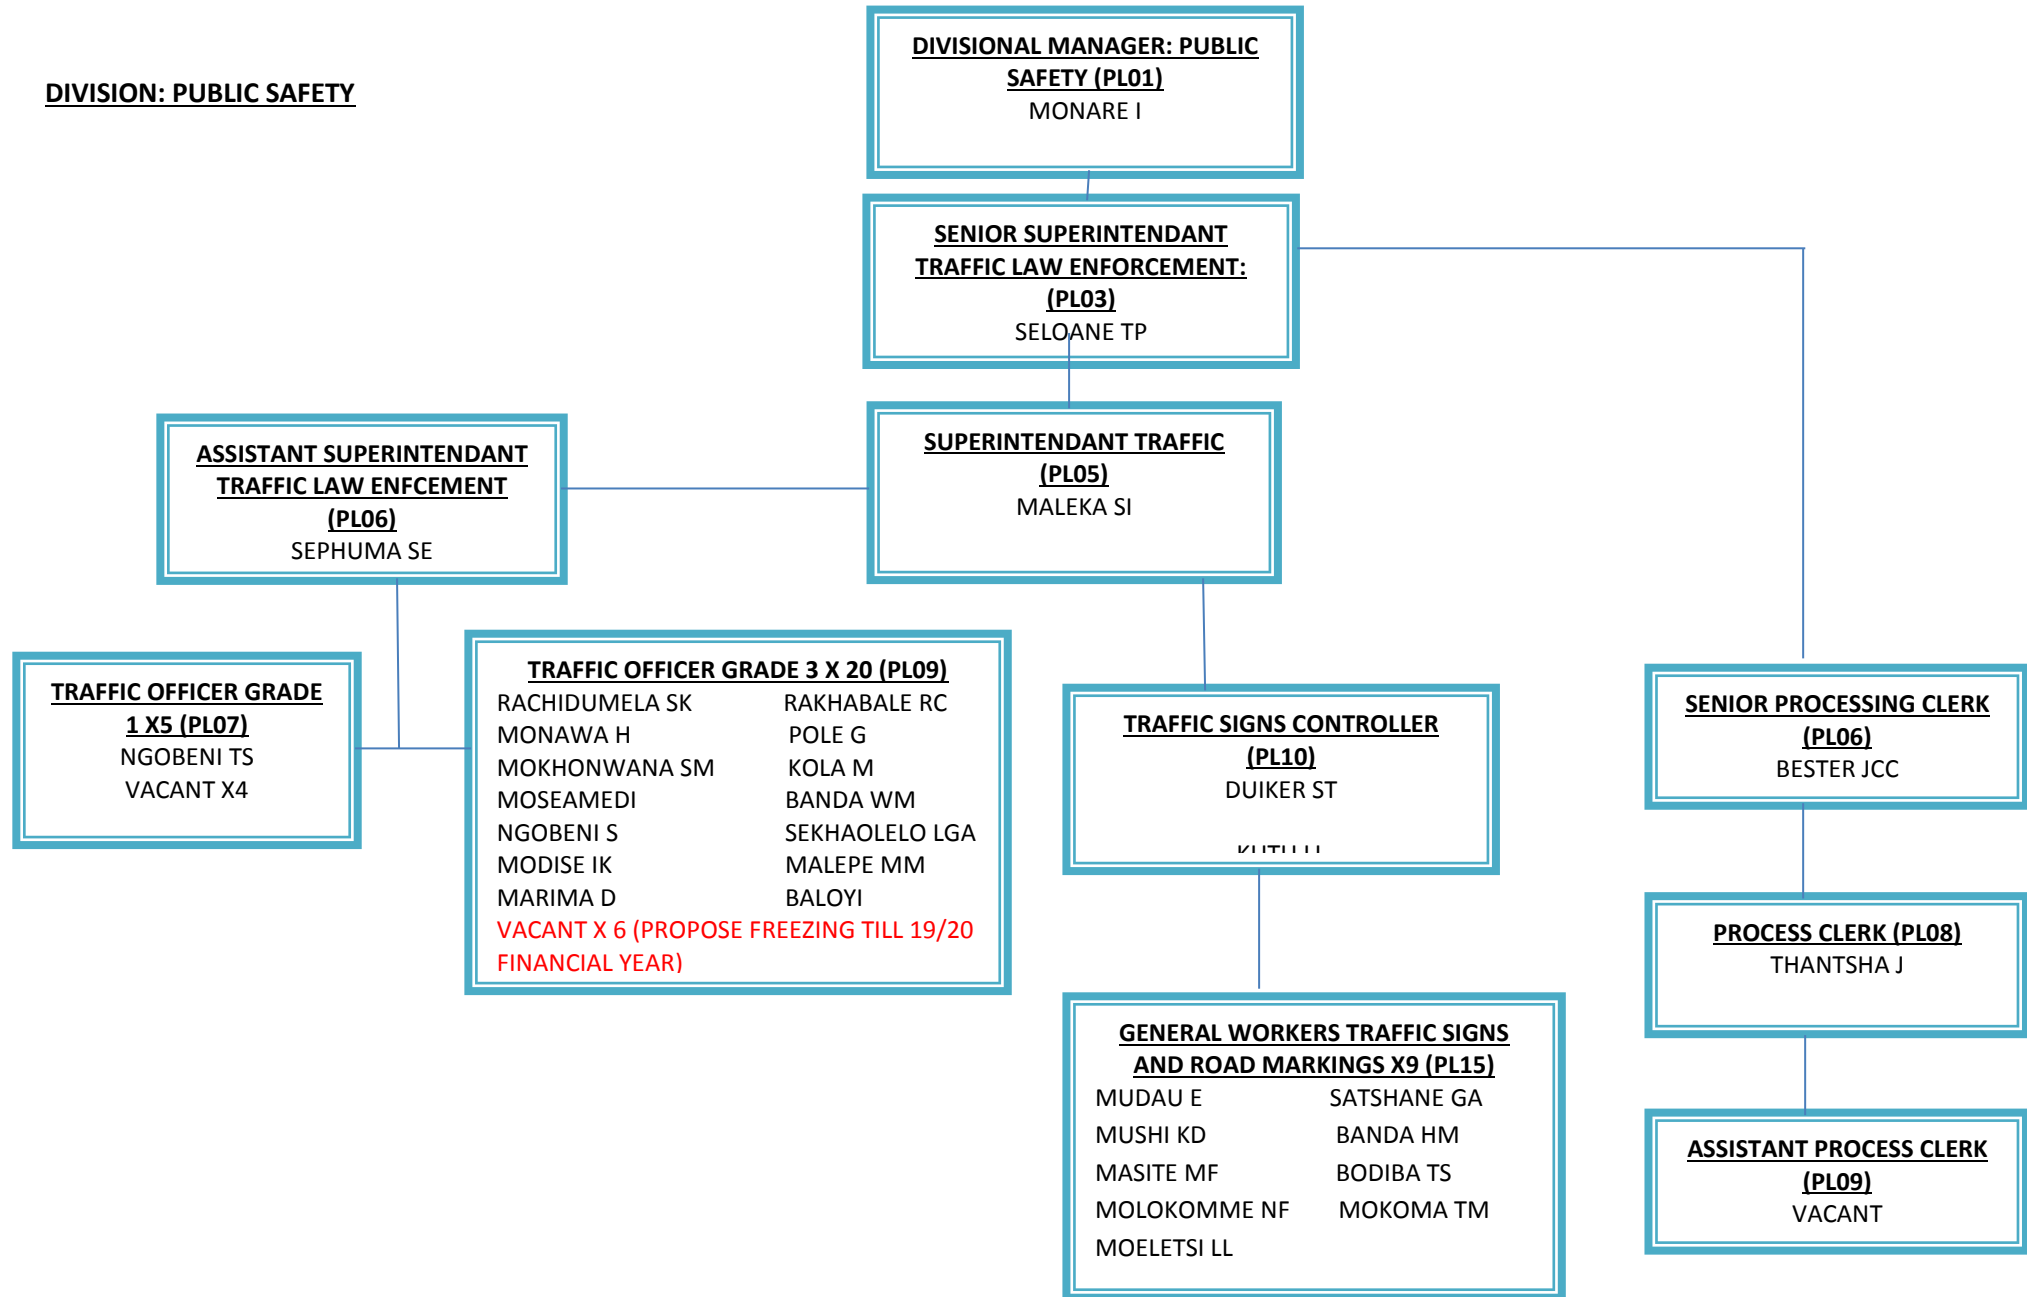 DIVISION: PUBLIC SAFETY
DIVISIONAL MANAGER: PUBLIC
SAFETY (PL01)
MONARE I
SENIOR SUPERINTENDANT
TRAFFIC LAW ENFORCEMENT:
(PL03)
SELOANE TP
ASSISTANT SUPERINTENDANT
TRAFFIC LAW ENFCEMENT
(PL06)
SEPHUMA SE
SUPERINTENDANT TRAFFIC
(PL05)
MALEKA SI
TRAFFIC OFFICER GRADE
1 X5 (PL07)
NGOBENI TS
VACANT X4
TRAFFIC OFFICER GRADE 3 X 20 (PL09)
RACHIDUMELA SK RAKHABALE RC
MONAWA H POLE G
MOKHONWANA SM KOLA M
MOSEAMEDI BANDA WM
NGOBENI S SEKHAOLELO LGA
MODISE IK MALEPE MM
MARIMA D BALOYI
VACANT X 6 (PROPOSE FREEZING TILL 19/20
FINANCIAL YEAR)
TRAFFIC SIGNS CONTROLLER
(PL10)
DUIKER ST
GENERAL WORKERS TRAFFIC SIGNS
AND ROAD MARKINGS X9 (PL15)
MUDAU E SATSHANE GA
MUSHI KD BANDA HM
MASITE MF BODIBA TS
MOLOKOMME NF MOKOMA TM
MOELETSI LL
SENIOR PROCESSING CLERK
(PL06)
BESTER JCC
PROCESS CLERK (PL08)
THANTSHA J
ASSISTANT PROCESS CLERK
(PL09)
VACANT